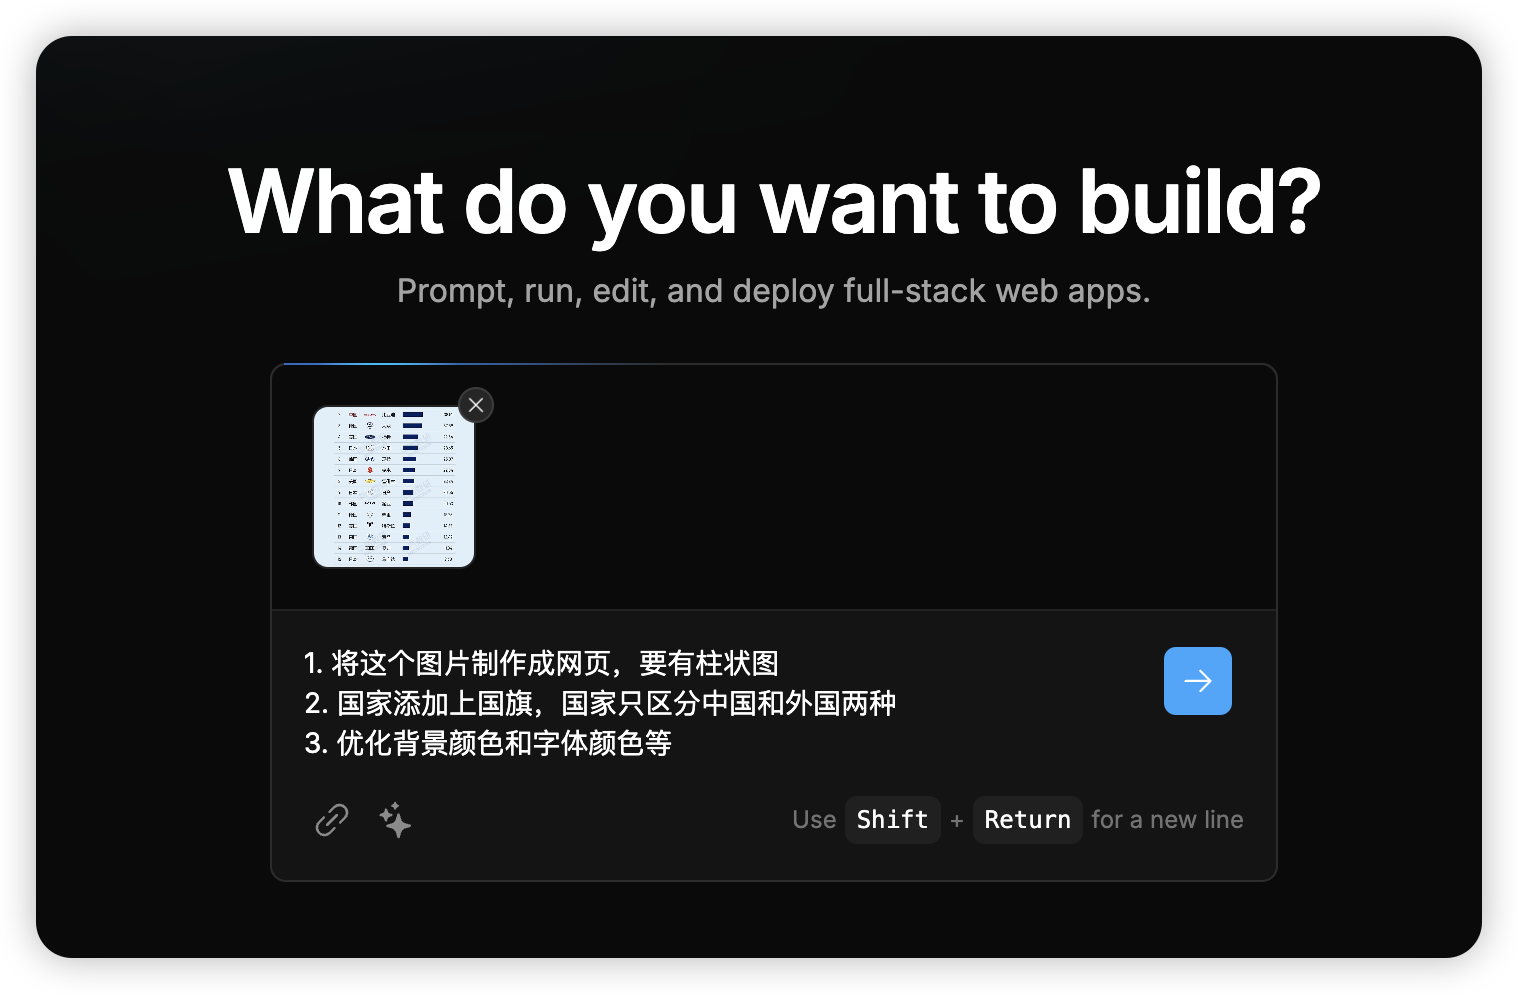 What do you want to build?
Prompt, run, edit, and deploy full-stack web apps.
1. 将这个图片制作成网页，要有柱状图
2. 国家添加上国旗，国家只区分中国和外国两种
3. 优化背景颜色和字体颜色等
Use Shift + Return for a new line